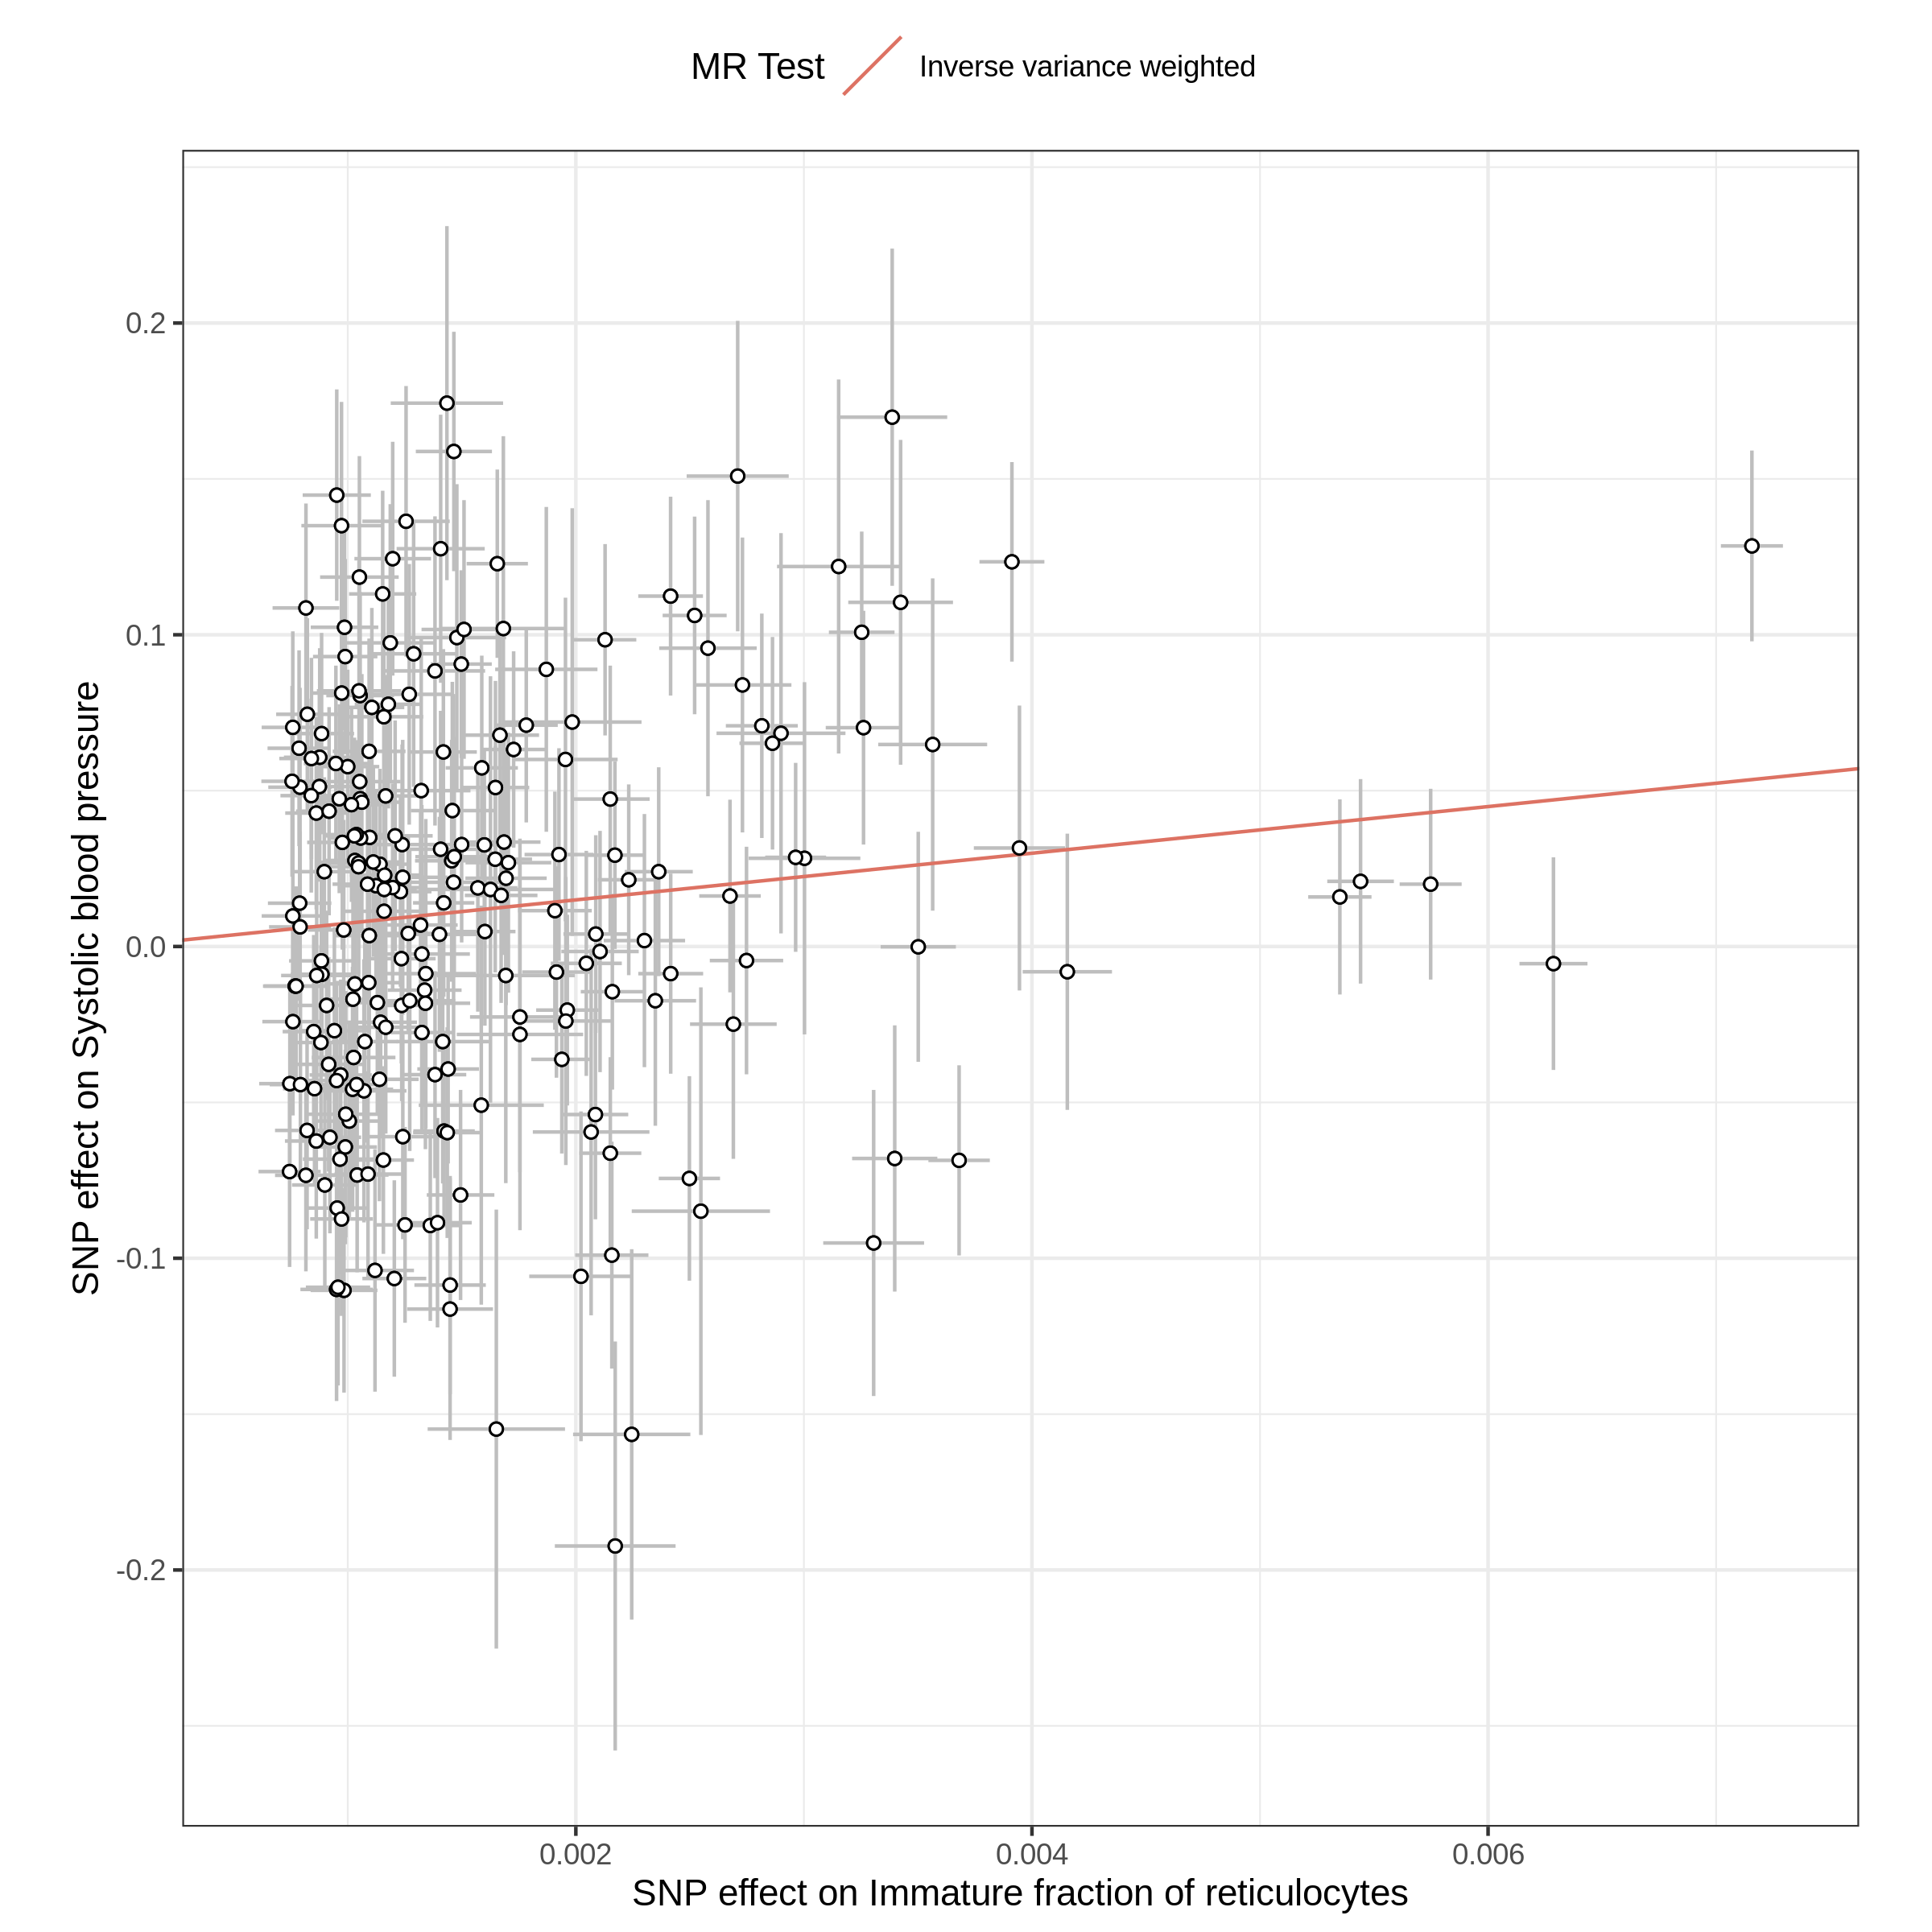 MR Test Inverse variance weighted
SNP effect on Systolic blood pressure
0.2
0.1
0.0
-0.1
-0.2
0.002 0.004 0.006
SNP effect on Immature fraction of reticulocytes